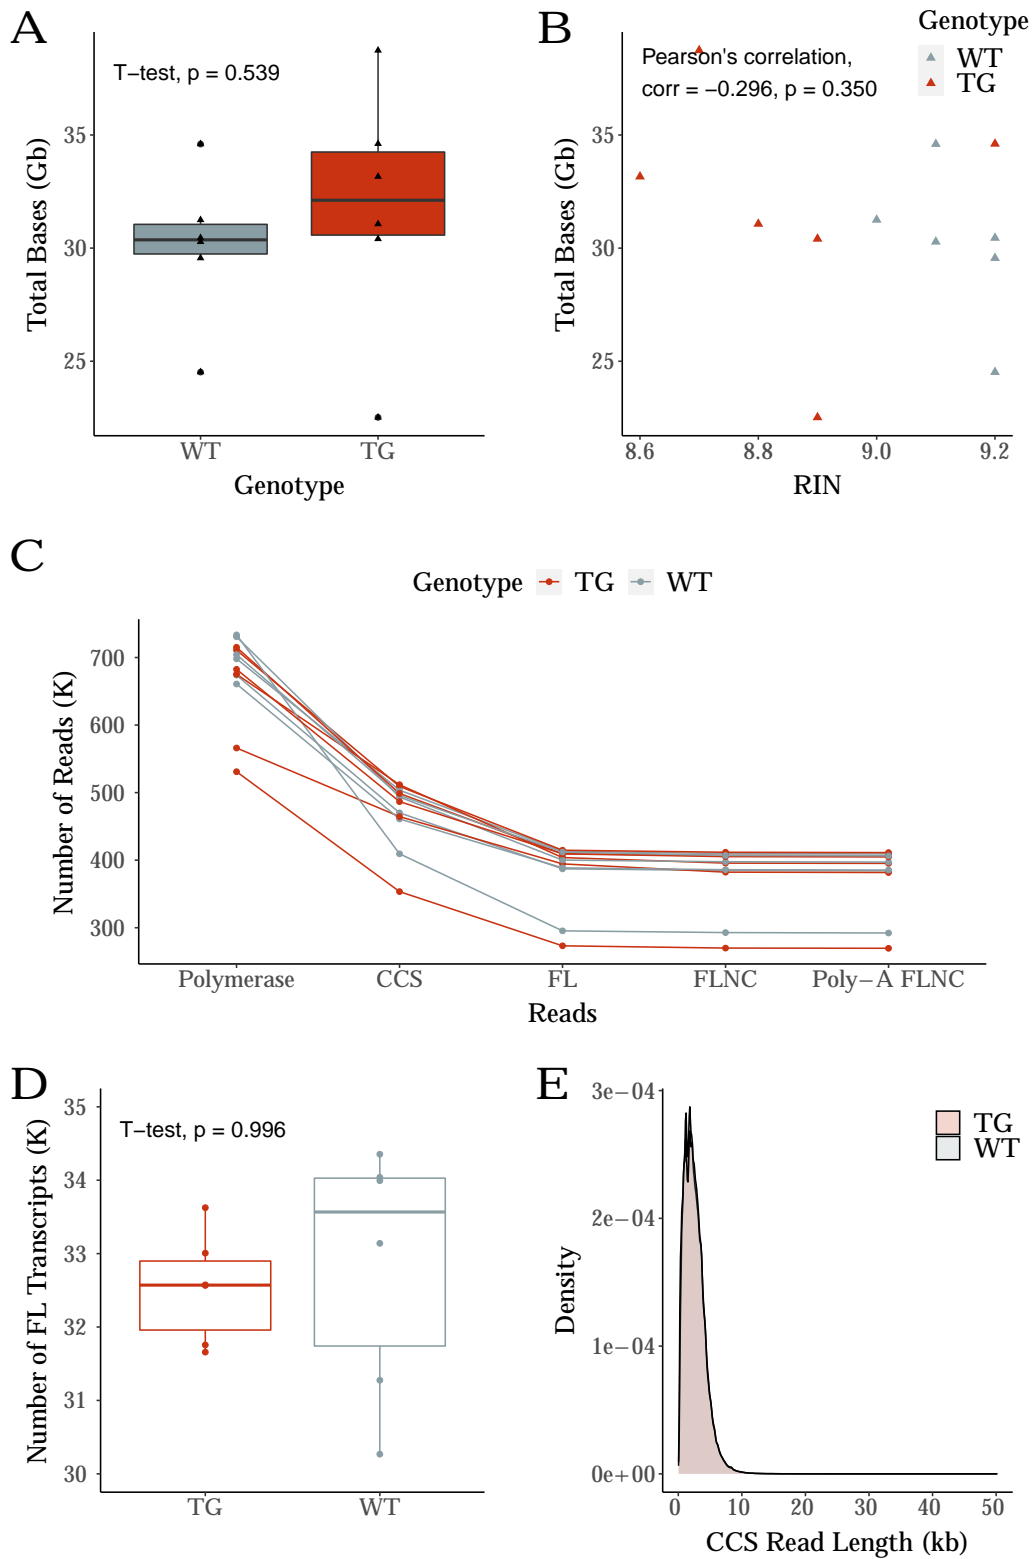 A
T−test, p = 0.539
Total Bases (Gb)
35
30
25
WT
TG
Genotype
B
Pearson's correlation,
corr = −0.296, p = 0.350
Genotype
WT
TG
Total Bases (Gb)
35
30
25
8.6
8.8
8.9
9.0
9.2
RIN
C
Genotype
TG
WT
Number of Reads (K)
700
600
500
400
300
Polymerase
CCS
FL
FLNC
Poly−A FLNC
Reads
D
T−test, p = 0.996
Number of FL Transcripts (K)
35
34
33
32
31
30
TG
WT
E
TG
WT
Density
3e−04
2e−04
1e−04
0e+00
0
10
20
30
40
50
CCS Read Length (kb)